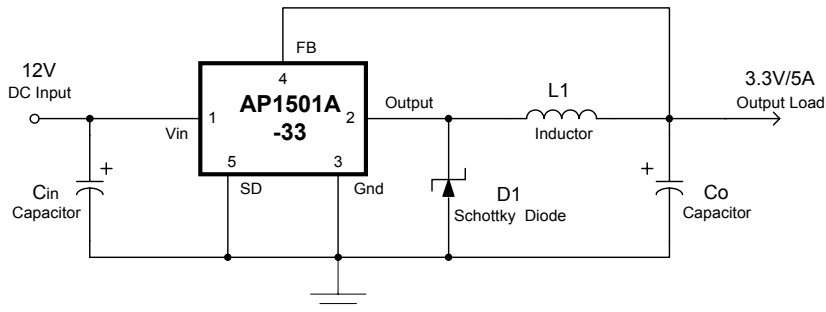 FB
12V
DC Input
4
AP1501A
-33
1
2
Vin
Output
L1
Inductor
3.3V/5A
Output Load
5
3
SD
Gnd
+
Cin
Capacitor
D1
Schottky Diode
+
Co
Capacitor